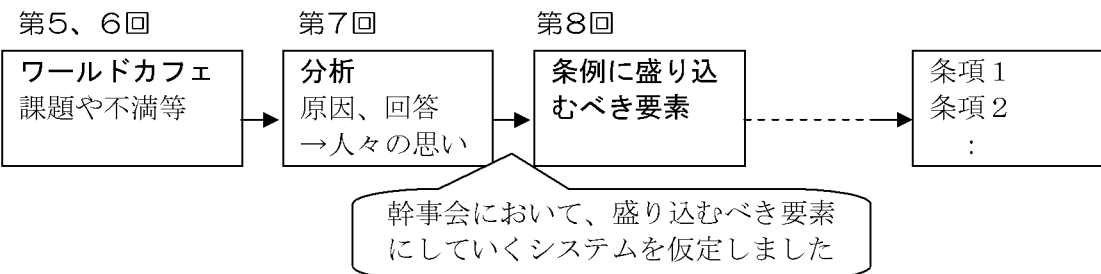 第5、6回
ワールドカフェ
課題や不満等
第7回
分析
原因、回答
→人々の思い
第8回
条例に盛り込
むべき要素
条項1
条項2
:
幹事会において、盛り込むべき要素
にしていくシステムを仮定しました